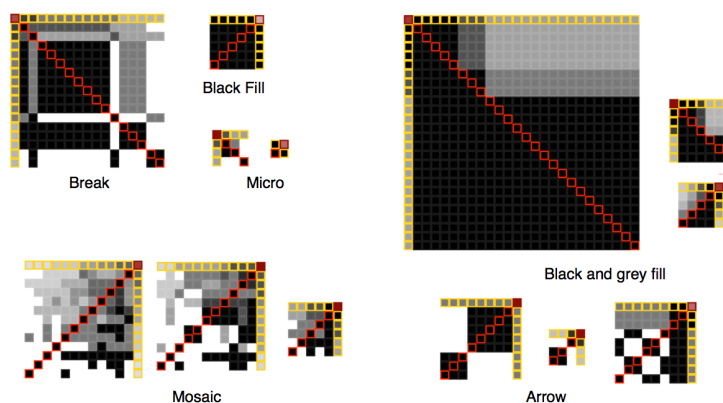 Black Fill
Break
Micro
Black and grey fill
Mosaic
Arrow